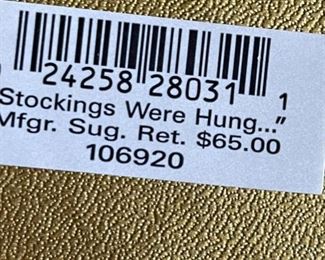 24258 28031 1
Stockings Were Hung..."
Mfgr. Sug. Ret. $65.00
106920